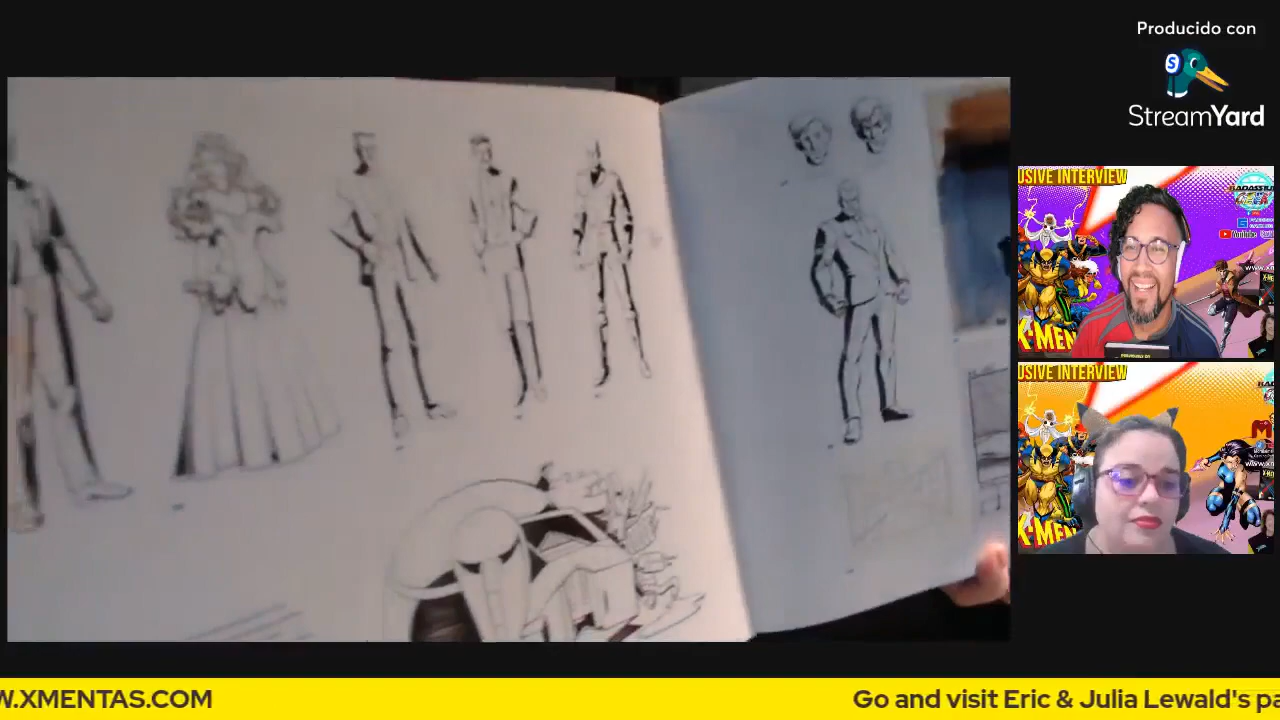 Producido con
StreamYard
USIVE INTERVIEW
X-MEN
USIVE INTERVIEW
X-MEN
W.XMENTAS.COM
Go and visit Eric & Julia Lewald's pa